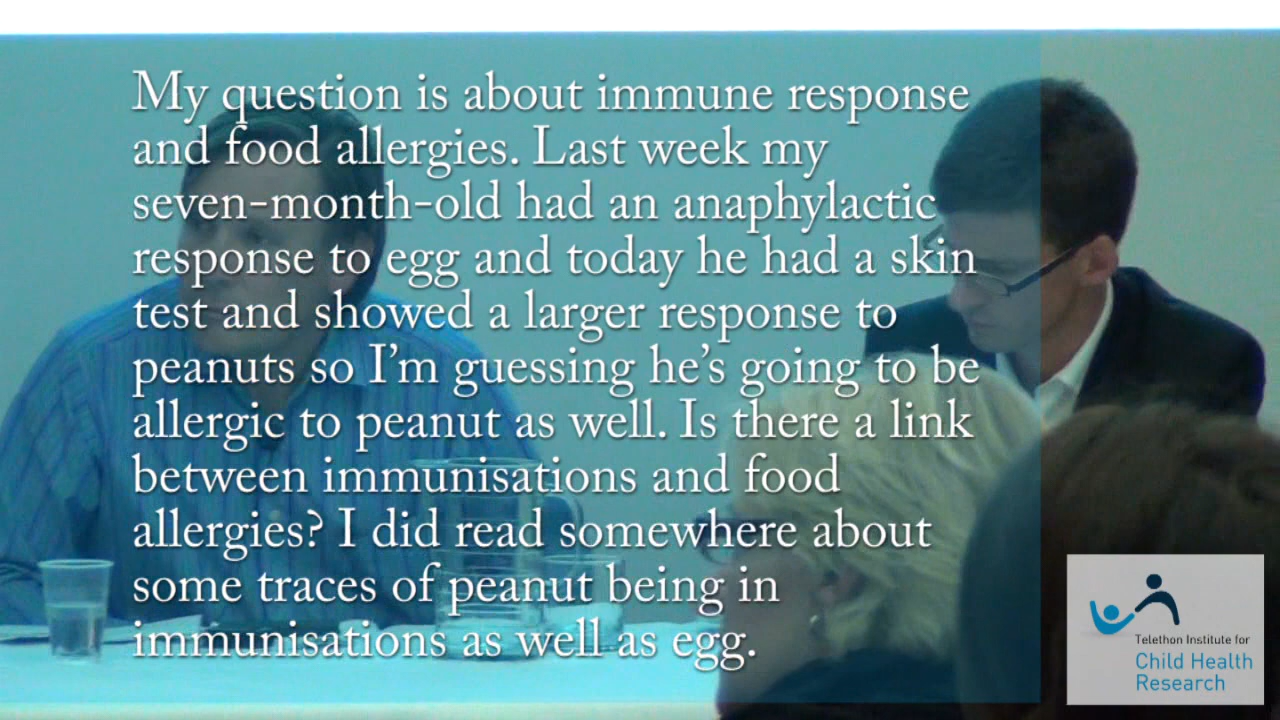 My question is about immune response
and food allergies. Last week my
seven-month-old had an anaphylactic
response to egg and today he had a skin
test and showed a larger response to
peanuts so I’m guessing he’s going to be
allergic to peanut as well. Is there a link
between immunisations and food
allergies? I did read somewhere about
some traces of peanut being in
immunisations as well as egg.
Telethon Institute for
Child Health
Research